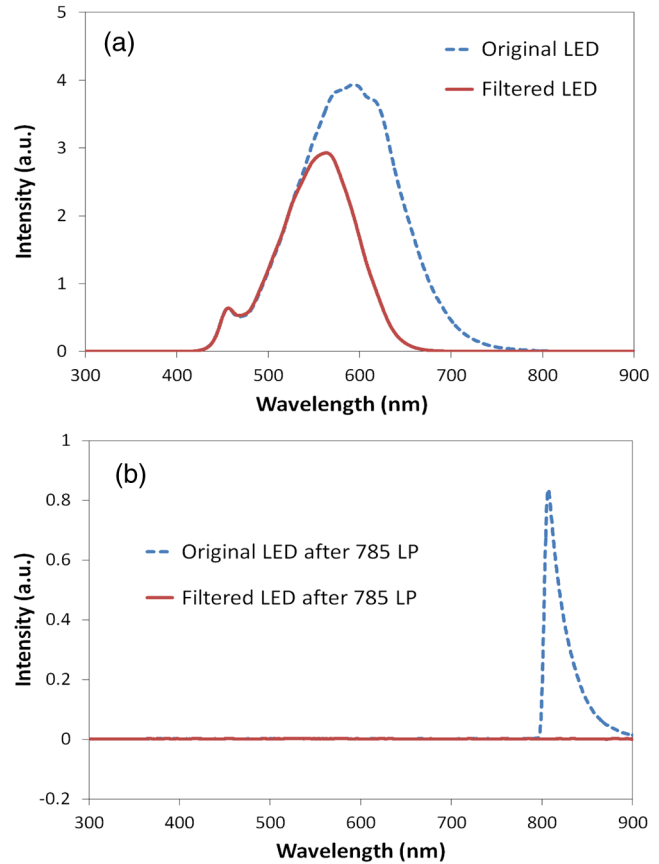 (a)
Original LED
Filtered LED
Intensity (a.u.)
5
4
3
2
1
0
300 400 500 600 700 800 900
Wavelength (nm)
(b)
Original LED after 785 LP
Filtered LED after 785 LP
Intensity (a.u.)
1
0.8
0.6
0.4
0.2
0
-0.2
300 400 500 600 700 800 900
Wavelength (nm)